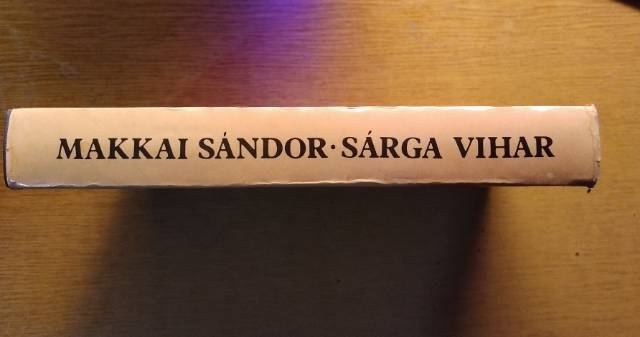 MAKKAI SÁNDOR · SÁRGA VIHAR